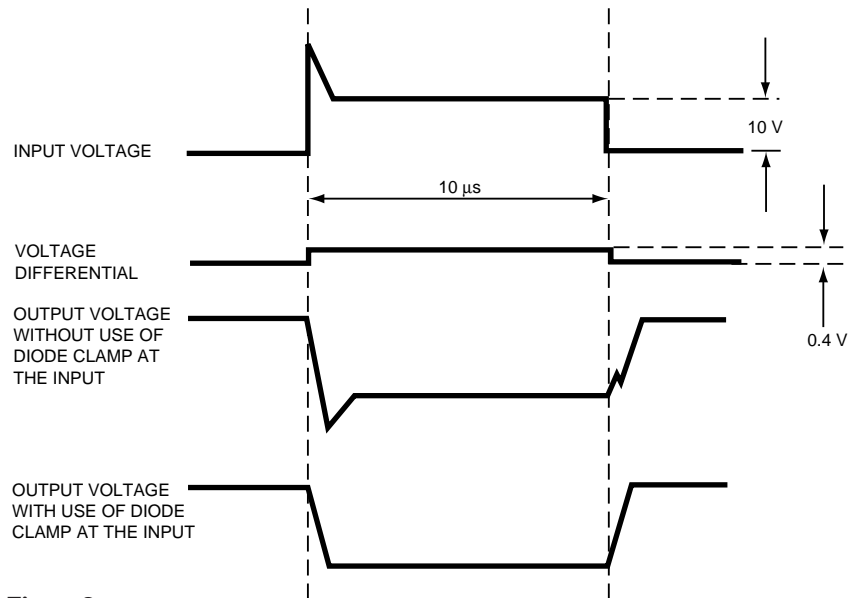 10 V
INPUT VOLTAGE
10 μs
VOLTAGE
DIFFERENTIAL
OUTPUT VOLTAGE
WITHOUT USE OF
DIODE CLAMP AT
THE INPUT
0.4 V
OUTPUT VOLTAGE
WITH USE OF DIODE
CLAMP AT THE INPUT